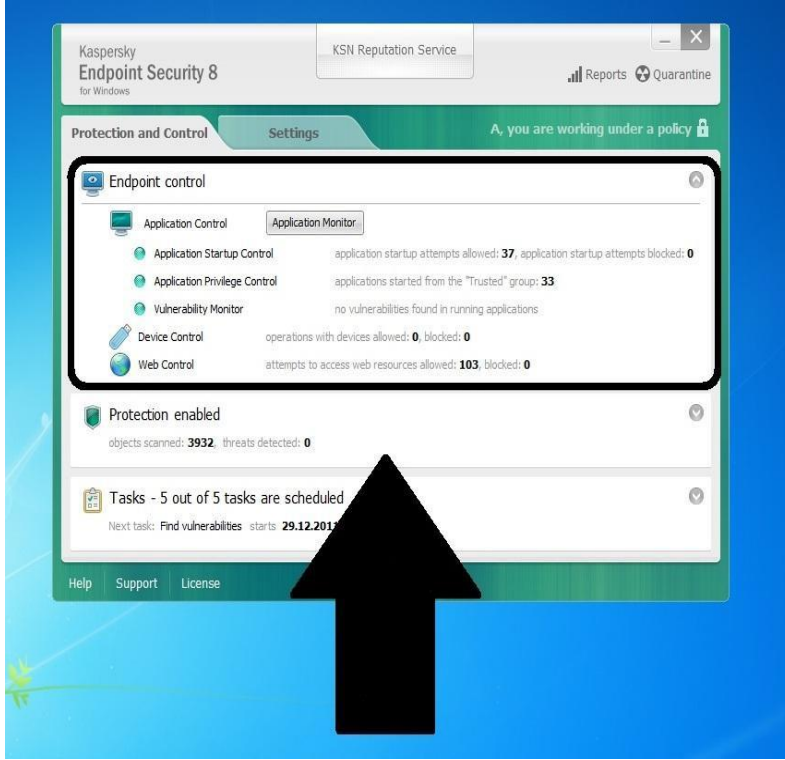 Kaspersky
Endpoint Security 8
for Windows
KSN Reputation Service
Reports Quarantine
Protection and Control Settings A, you are working under a policy
Endpoint control
Application Control Application Monitor
Application Startup Control application startup attempts allowed: 37, application startup attempts blocked: 0
Application Privilege Control applications started from the "Trusted" group: 33
Vulnerability Monitor no vulnerabilities found in running applications
Device Control operations with devices allowed: 0, blocked: 0
Web Control attempts to access web resources allowed: 103, blocked: 0
Protection enabled
objects scanned: 3932, threats detected: 0
Tasks - 5 out of 5 tasks are scheduled
Next task: Find vulnerabilities starts 29.12.2011
Help Support License